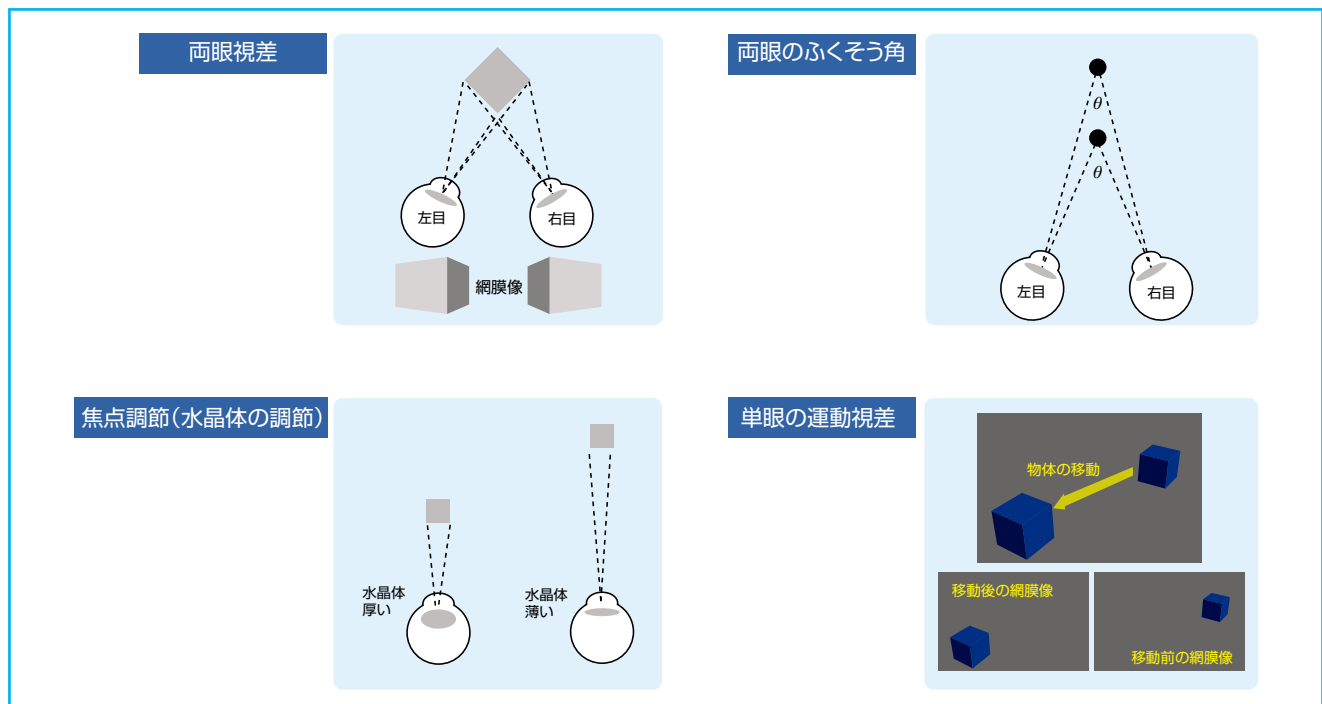 両眼視差
左目
右目
網膜像
両眼のふくそう角
θ
θ
左目
右目
焦点調節(水晶体の調節)
水晶体
厚い
水晶体
薄い
単眼の運動視差
物体の移動
移動後の網膜像
移動前の網膜像